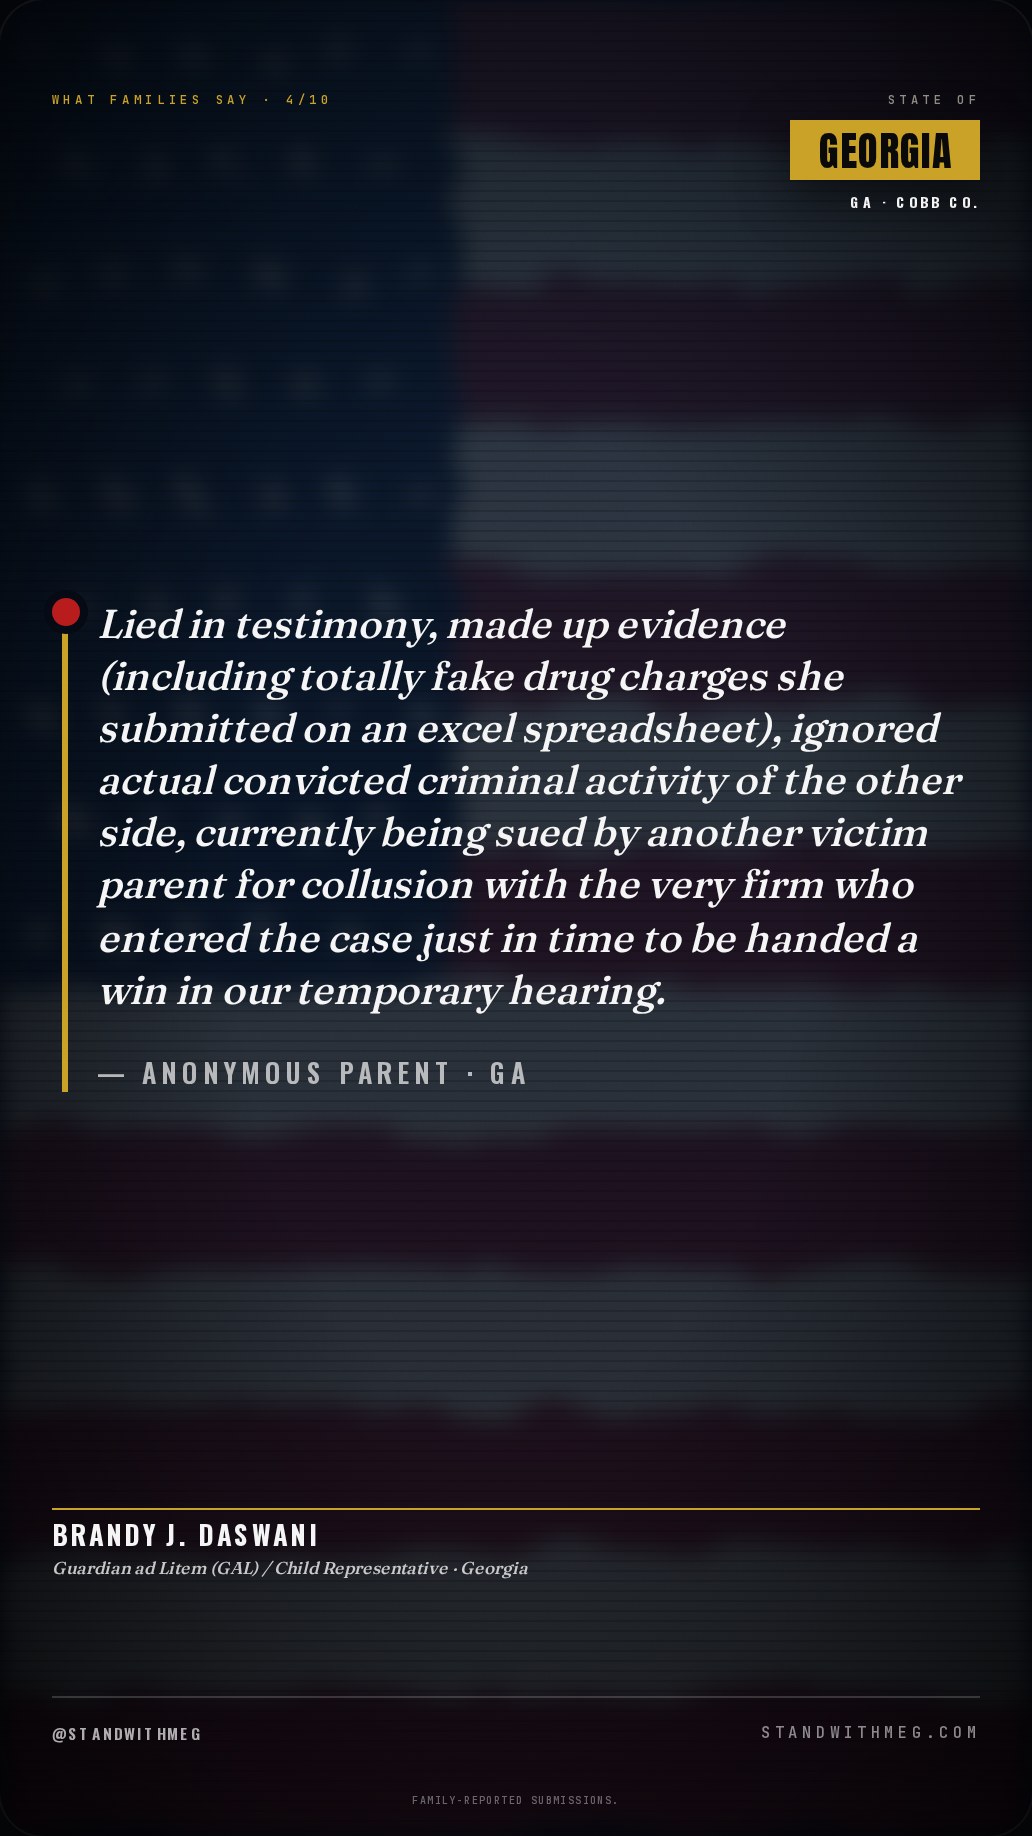 WHAT FAMILIES SAY · 4/10
STATE OF
GEORGIA
GA · COBB CO.
Lied in testimony, made up evidence
(including totally fake drug charges she
submitted on an excel spreadsheet), ignored
actual convicted criminal activity of the other
side, currently being sued by another victim
parent for collusion with the very firm who
entered the case just in time to be handed a
win in our temporary hearing.
— ANONYMOUS PARENT · GA
BRANDY J. DASWANI
Guardian ad Litem (GAL) / Child Representative · Georgia
@STANDWITHMEG
STANDWITHMEG.COM
FAMILY-REPORTED SUBMISSIONS.